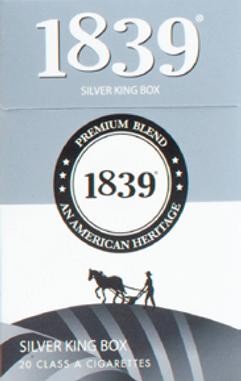 1839®
SILVER KING BOX
PREMIUM BLEND
1839®
AN AMERICAN HERITAGE
SILVER KING BOX
20 CLASS A CIGARETTES